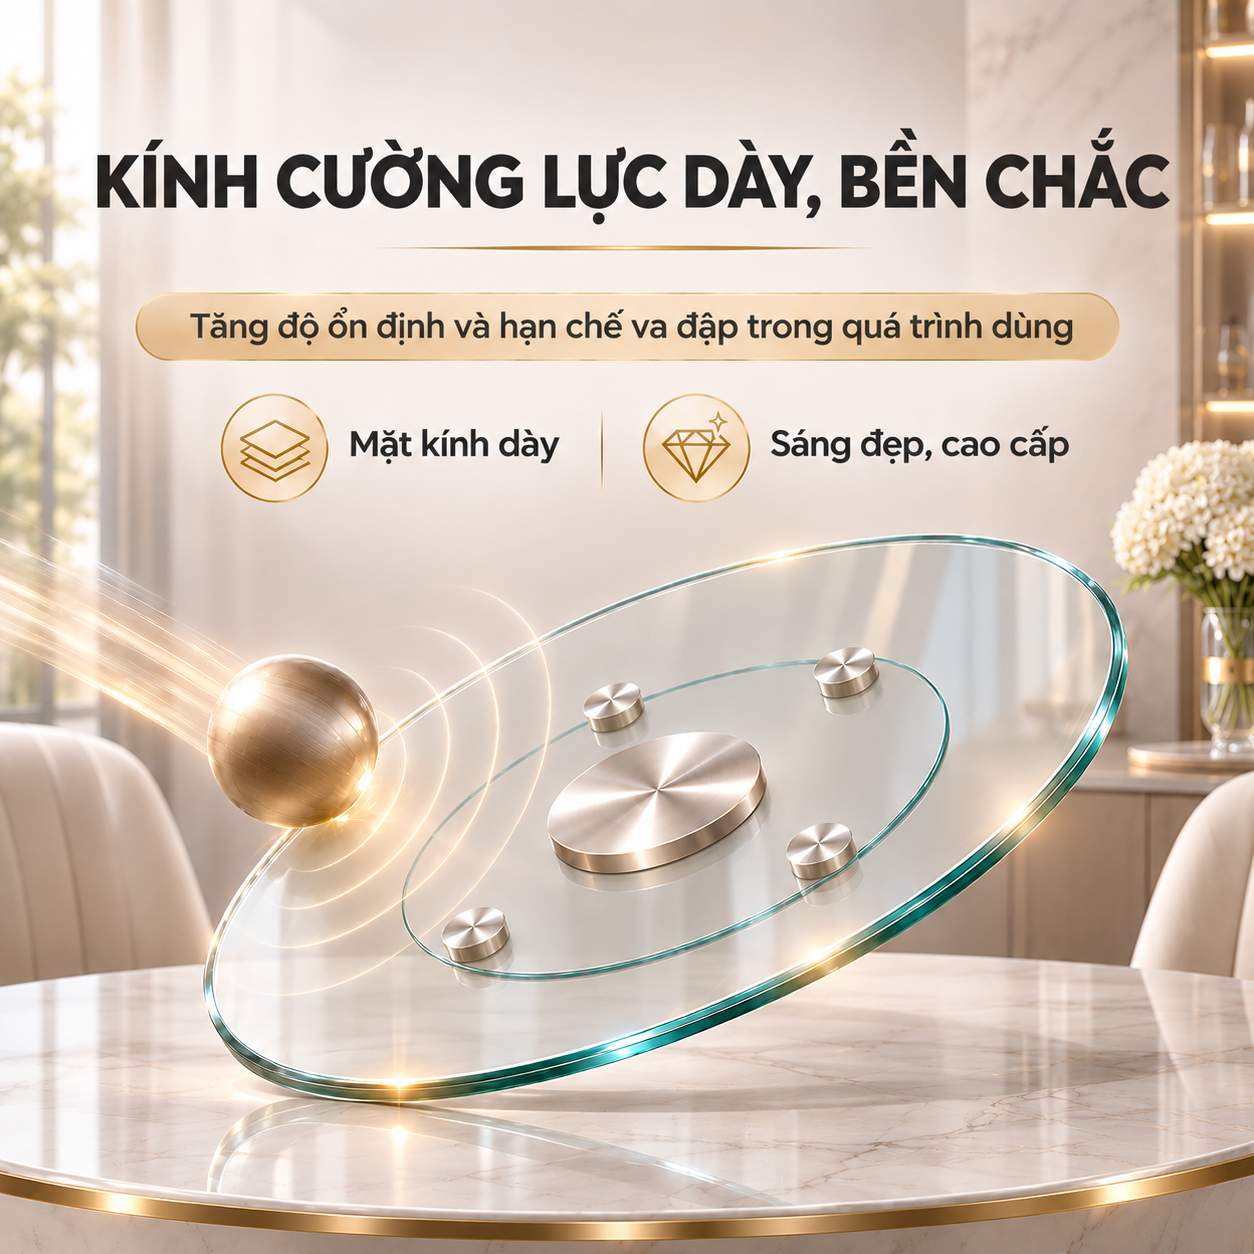 KÍNH CƯỜNG LỰC DÀY, BỀN CHẮC
Tăng độ ổn định và hạn chế va đập trong quá trình dùng
Mặt kính dày
Sáng đẹp, cao cấp